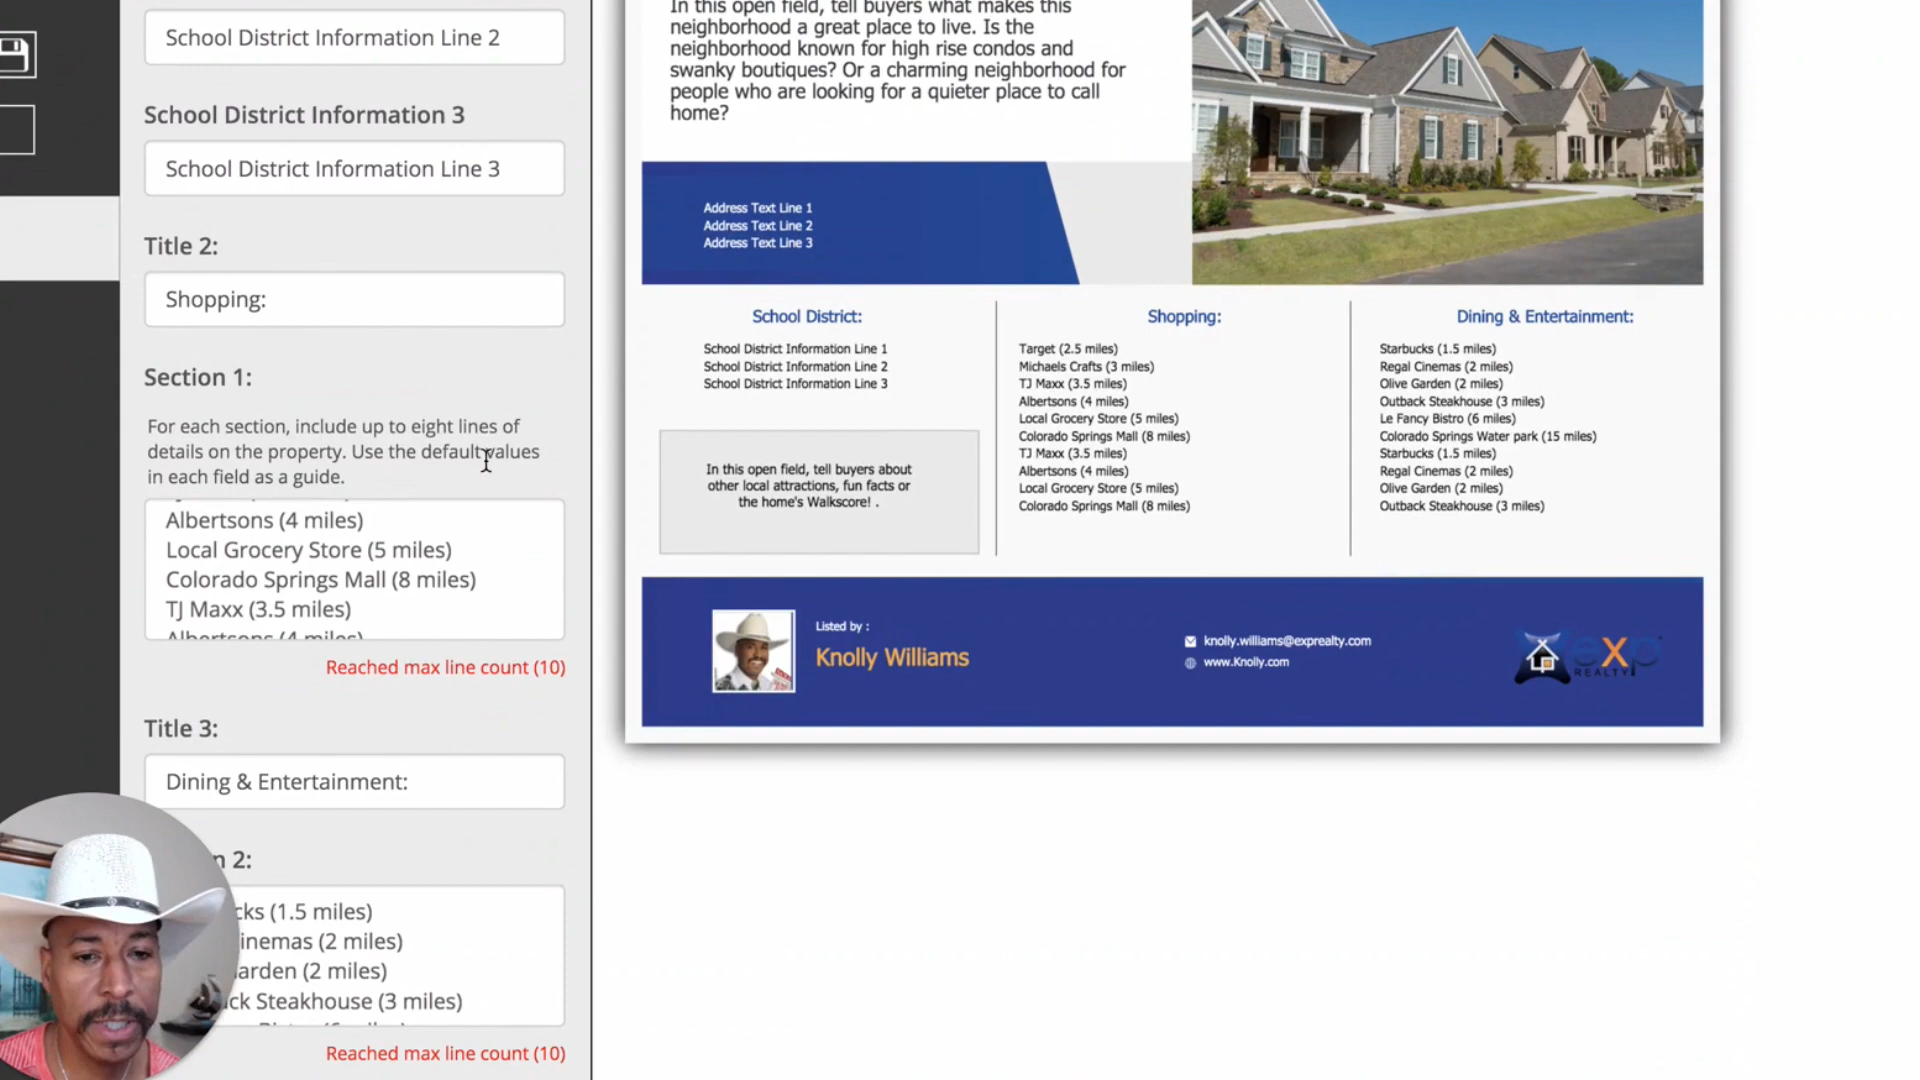 School District Information Line 2
School District Information 3
School District Information Line 3
Title 2:
Shopping:
Section 1:
For each section, include up to eight lines of
details on the property. Use the default values
in each field as a guide.
Albertsons (4 miles)
Local Grocery Store (5 miles)
Colorado Springs Mall (8 miles)
TJ Maxx (3.5 miles)
Albertsons (4 miles)
Reached max line count (10)
Title 3:
Dining & Entertainment:
n 2:
cks (1.5 miles)
inemas (2 miles)
arden (2 miles)
ck Steakhouse (3 miles)
Reached max line count (10)
In this open field, tell buyers what makes this
neighborhood a great place to live. Is the
neighborhood known for high rise condos and
swanky boutiques? Or a charming neighborhood for
people who are looking for a quieter place to call
home?
Address Text Line 1
Address Text Line 2
Address Text Line 3
School District:
School District Information Line 1
School District Information Line 2
School District Information Line 3
In this open field, tell buyers about
other local attractions, fun facts or
the home's Walkscore! .
Shopping:
Target (2.5 miles)
Michaels Crafts (3 miles)
TJ Maxx (3.5 miles)
Albertsons (4 miles)
Local Grocery Store (5 miles)
Colorado Springs Mall (8 miles)
TJ Maxx (3.5 miles)
Albertsons (4 miles)
Local Grocery Store (5 miles)
Colorado Springs Mall (8 miles)
Dining & Entertainment:
Starbucks (1.5 miles)
Regal Cinemas (2 miles)
Olive Garden (2 miles)
Outback Steakhouse (3 miles)
Le Fancy Bistro (6 miles)
Colorado Springs Water park (15 miles)
Starbucks (1.5 miles)
Regal Cinemas (2 miles)
Olive Garden (2 miles)
Outback Steakhouse (3 miles)
Listed by :
Knolly Williams
knolly.williams@exprealty.com
www.Knolly.com
exp
REALTY